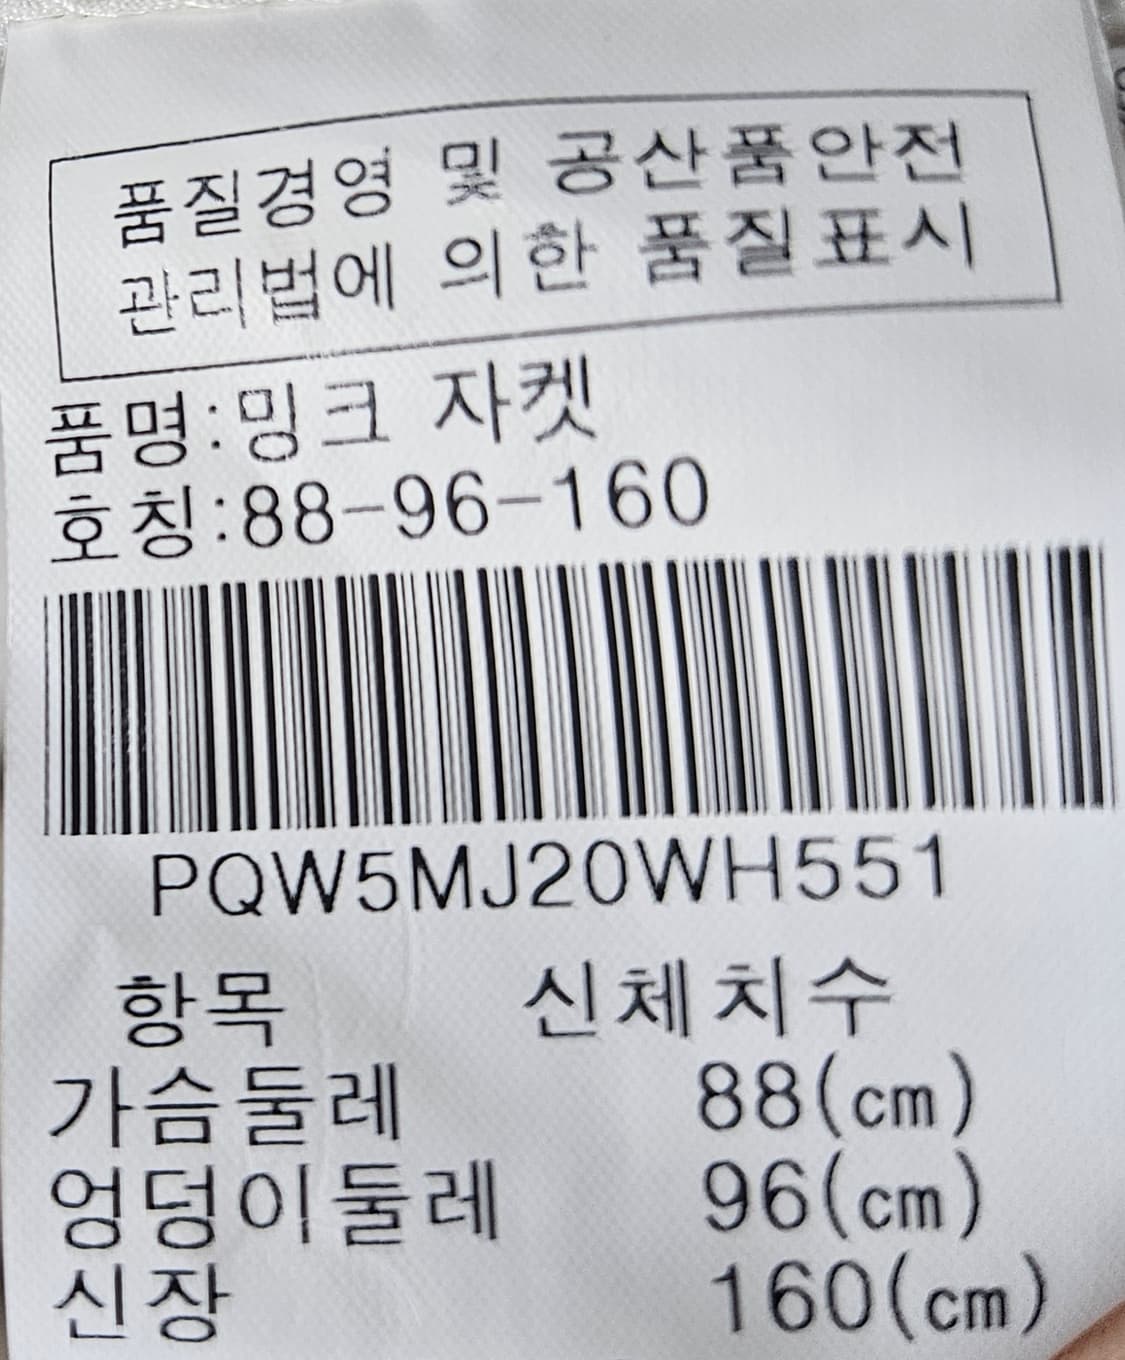 품질경영 및 공산품안전
관리법에 의한 품질표시
품명:밍크 자켓
호칭:88-96-160
PQW5MJ20WH551
항목 신체치수
가슴둘레 88(cm)
엉덩이둘레 96(cm)
신장 160(cm)